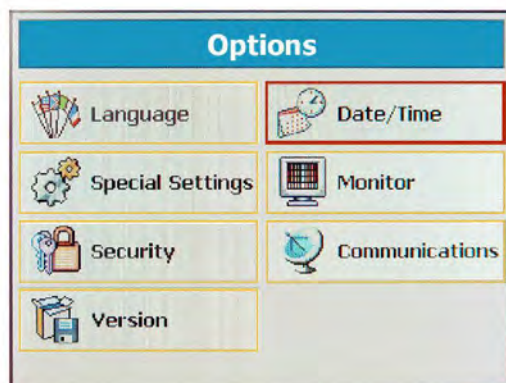 Options
Language
Date/Time
Special Settings
Monitor
Security
Communications
Version